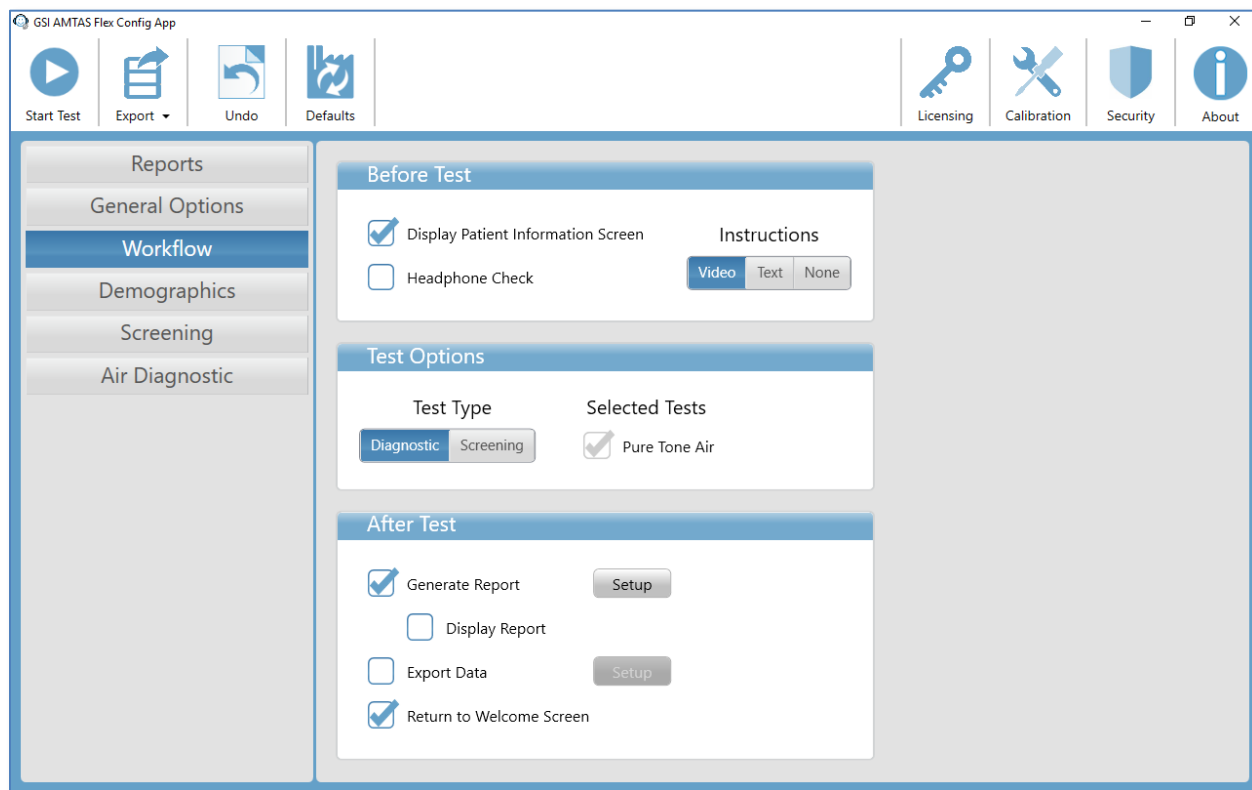 GSI AMTAS Flex Config App
Start Test
Export
Undo
Defaults
Licensing
Calibration
Security
About
Reports
General Options
Workflow
Demographics
Screening
Air Diagnostic
Before Test
Display Patient Information Screen
Headphone Check
Instructions
Video Text None
Test Options
Test Type
Diagnostic Screening
Selected Tests
Pure Tone Air
After Test
Generate Report
Setup
Display Report
Export Data
Setup
Return to Welcome Screen